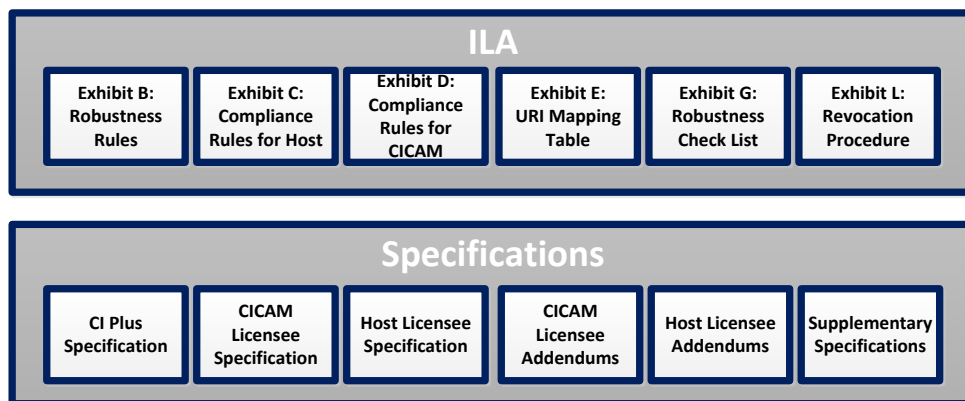 ILA
Exhibit B:
Robustness
Rules
Exhibit C:
Compliance
Rules for Host
Exhibit D:
Compliance
Rules for
CICAM
Exhibit E:
URI Mapping
Table
Exhibit G:
Robustness
Check List
Exhibit L:
Revocation
Procedure
Specifications
CI Plus
Specification
CICAM
Licensee
Specification
Host Licensee
Specification
CICAM
Licensee
Addendums
Host Licensee
Addendums
Supplementary
Specifications